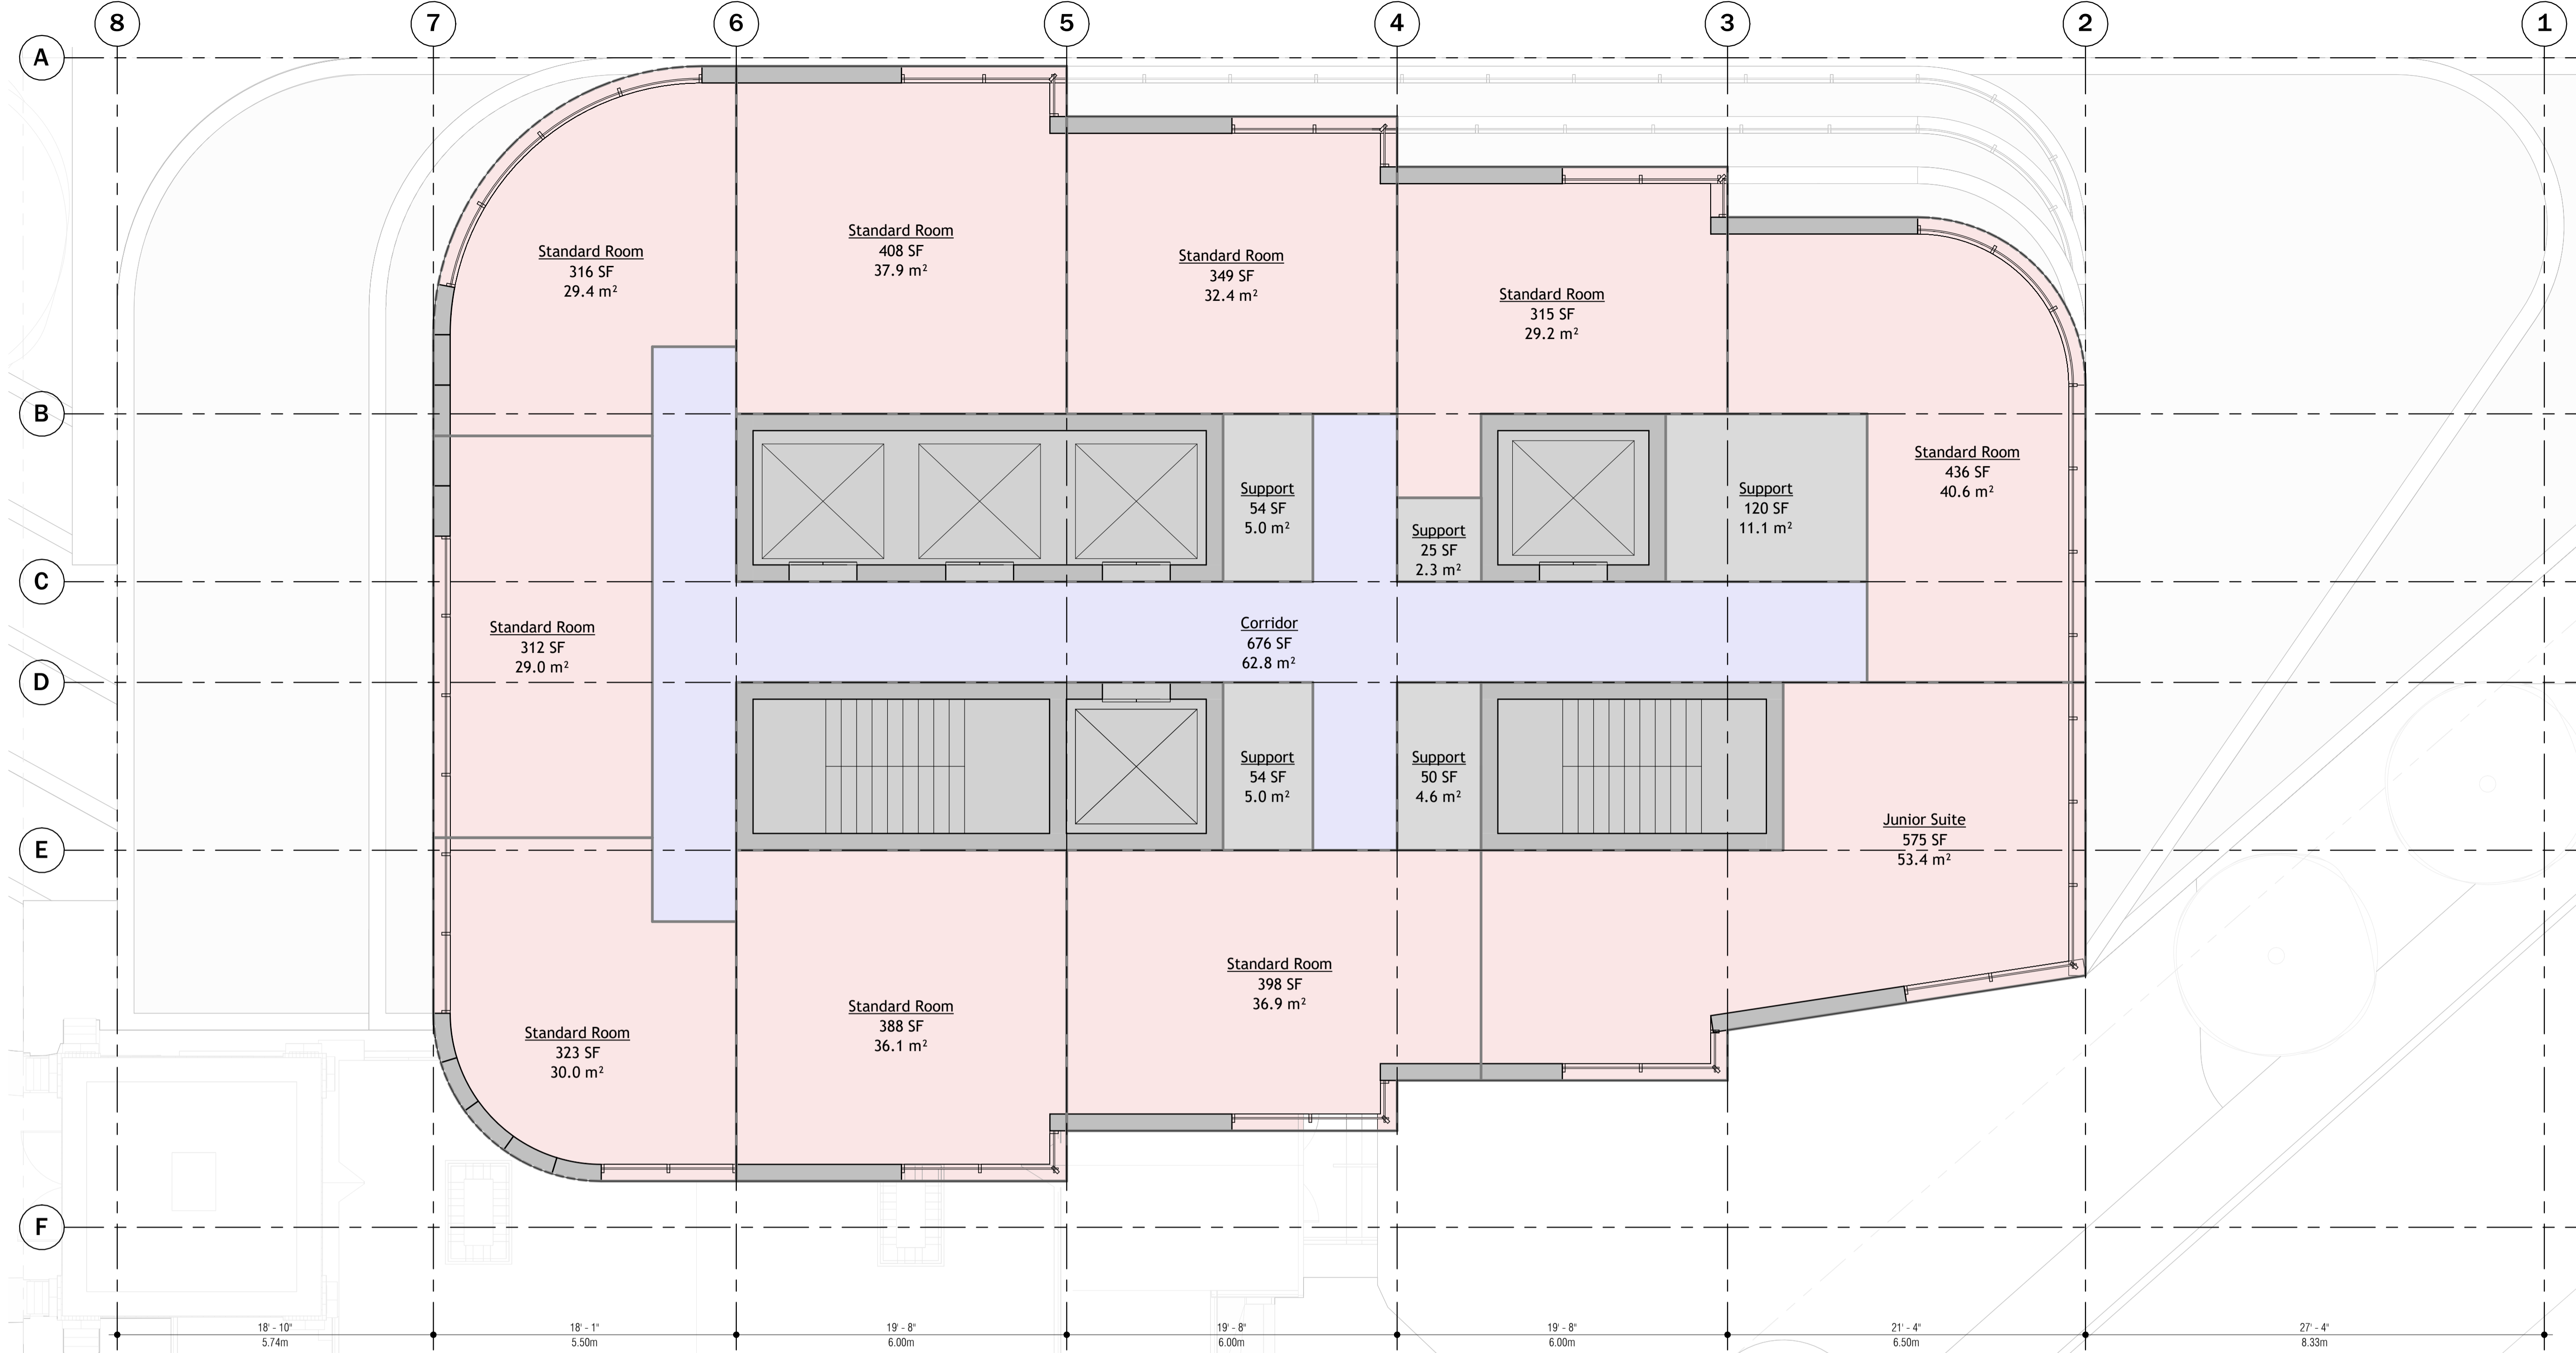 8 7 6 5 4 3 2 1
A
B
C
D
E
F
Standard Room
316 SF
29.4 m²
Standard Room
408 SF
37.9 m²
Standard Room
349 SF
32.4 m²
Standard Room
315 SF
29.2 m²
Standard Room
436 SF
40.6 m²
Support
54 SF
5.0 m²
Support
25 SF
2.3 m²
Support
120 SF
11.1 m²
Standard Room
312 SF
29.0 m²
Corridor
676 SF
62.8 m²
Support
54 SF
5.0 m²
Support
50 SF
4.6 m²
Junior Suite
575 SF
53.4 m²
Standard Room
323 SF
30.0 m²
Standard Room
388 SF
36.1 m²
Standard Room
398 SF
36.9 m²
18' - 10"
5.74m
18' - 1"
5.50m
19' - 8"
6.00m
19' - 8"
6.00m
19' - 8"
6.00m
21' - 4"
6.50m
27' - 4"
8.33m